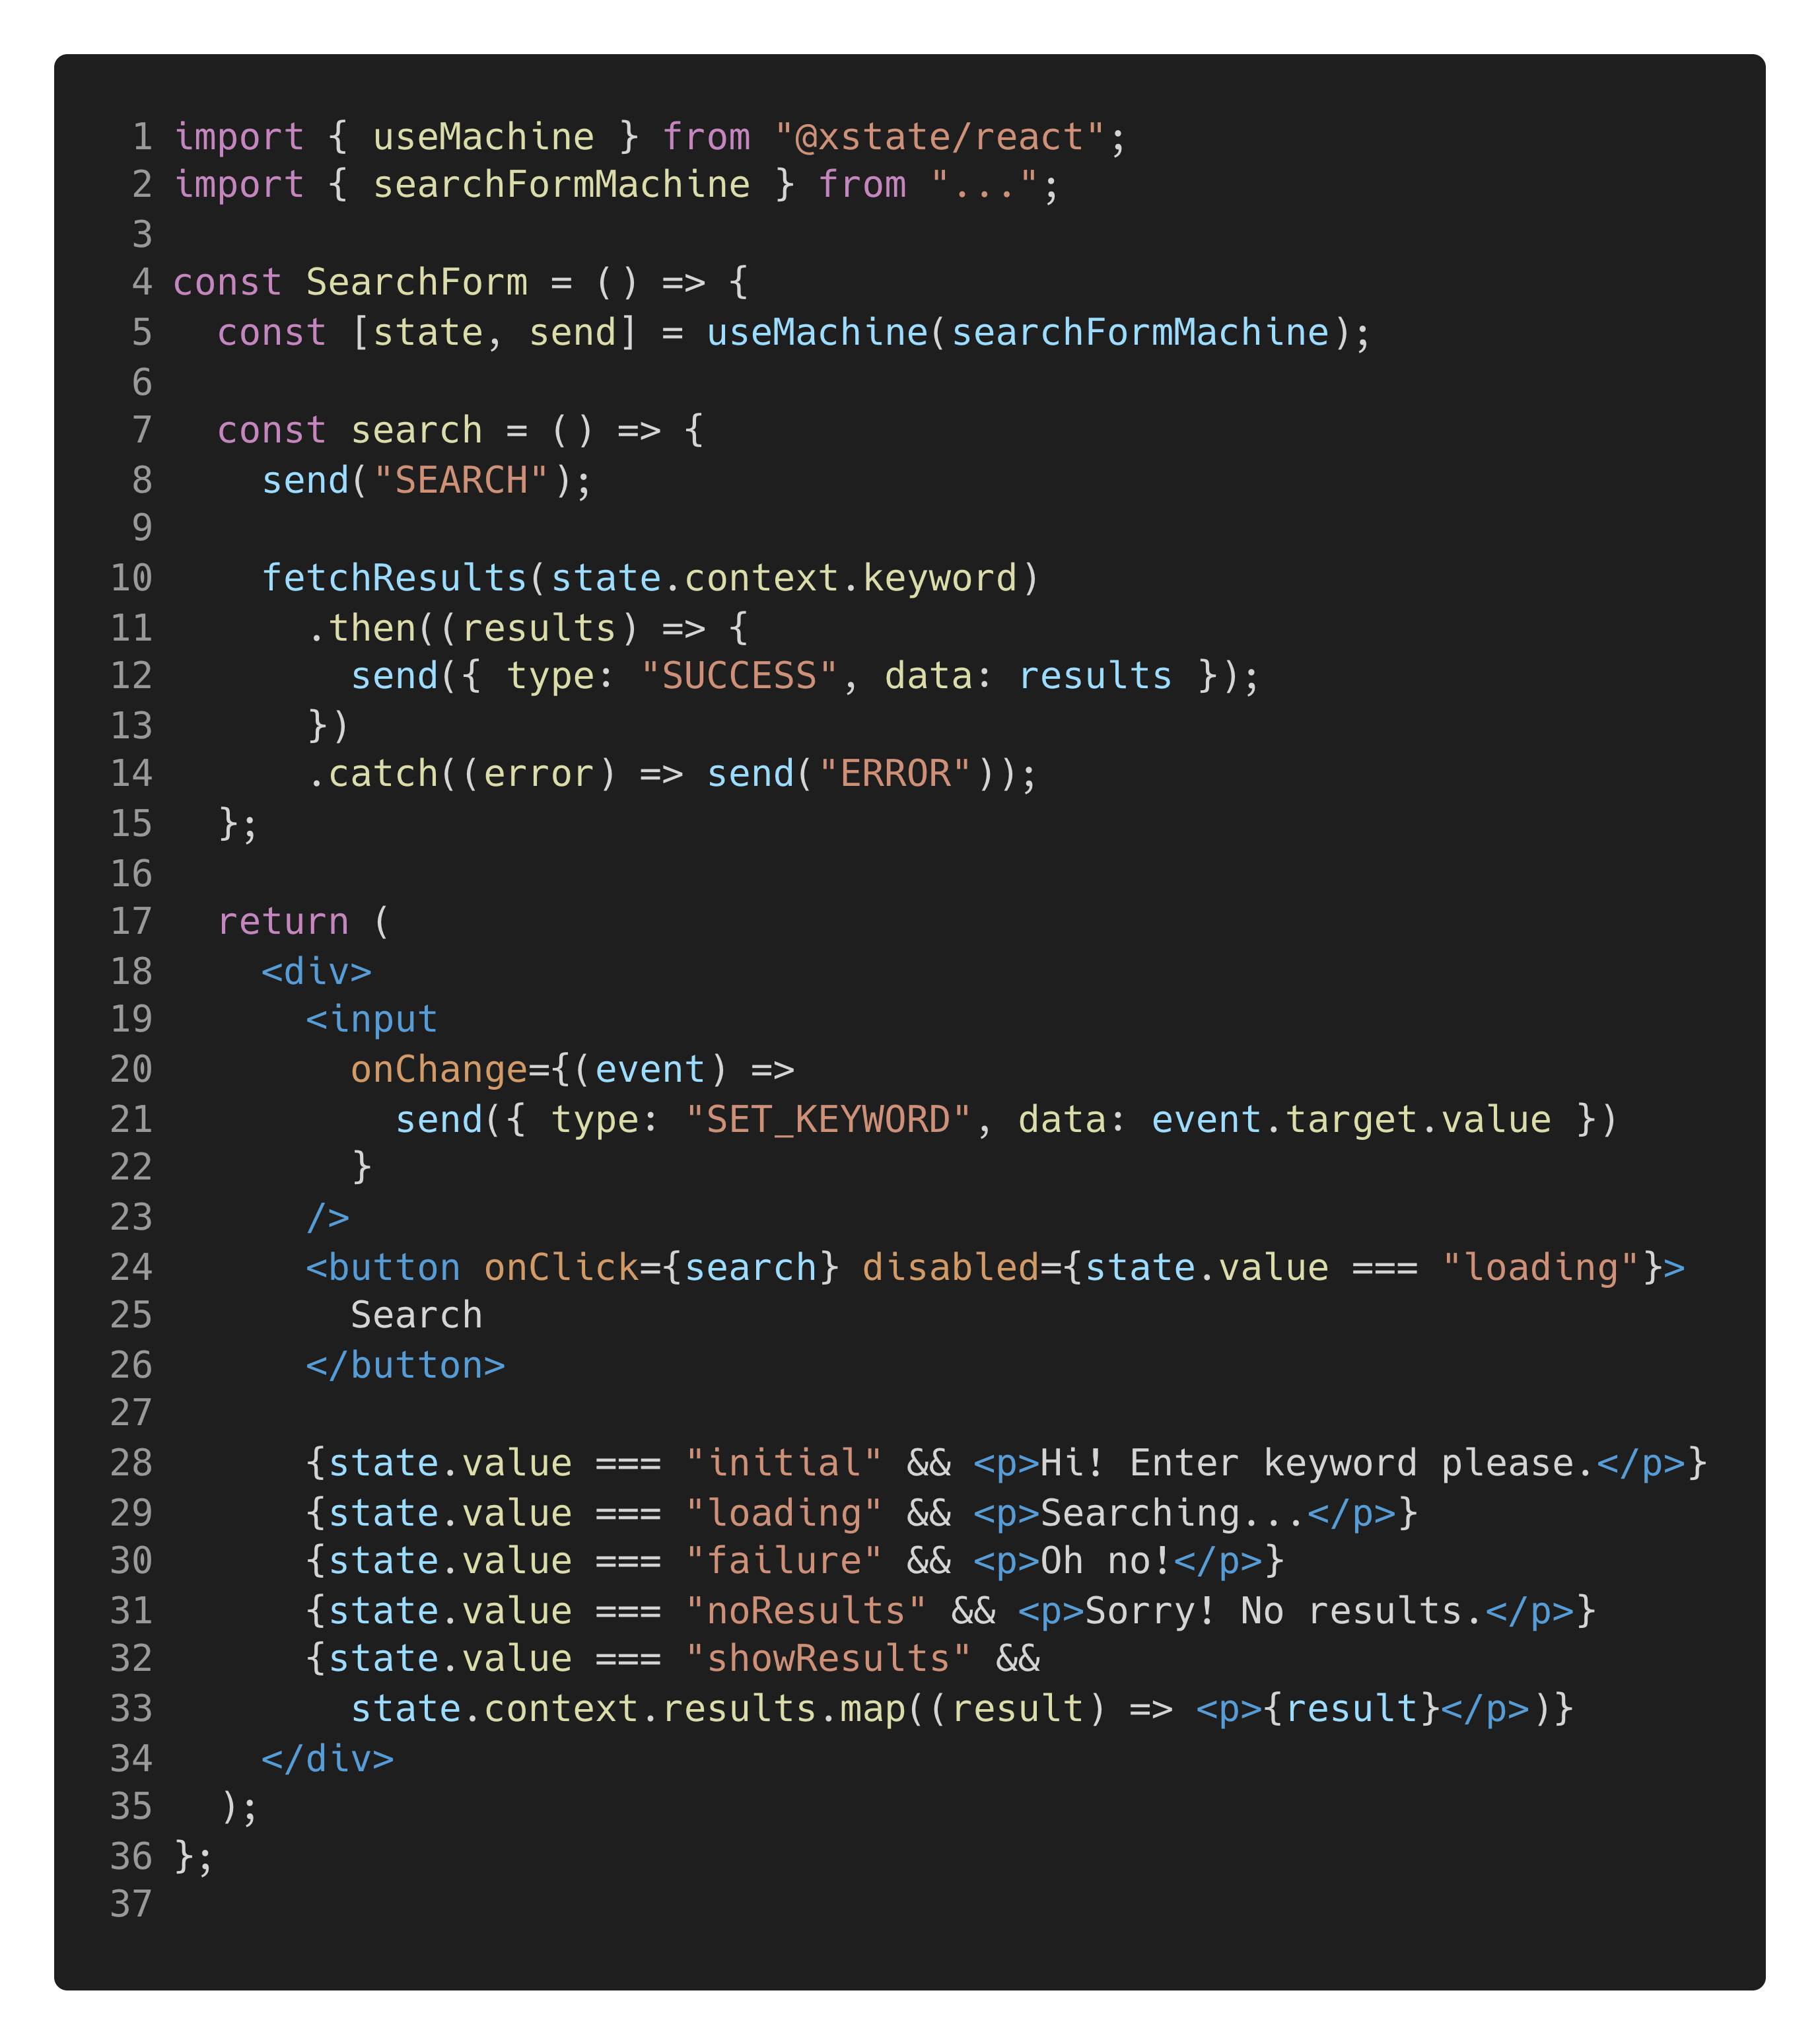 1 import { useMachine } from "@xstate/react";
2 import { searchFormMachine } from "...";
3
4 const SearchForm = () => {
5   const [state, send] = useMachine(searchFormMachine);
6
7   const search = () => {
8     send("SEARCH");
9
10     fetchResults(state.context.keyword)
11       .then((results) => {
12         send({ type: "SUCCESS", data: results });
13       })
14       .catch((error) => send("ERROR"));
15   };
16
17   return (
18     <div>
19       <input
20         onChange={(event) =>
21           send({ type: "SET_KEYWORD", data: event.target.value })
22         }
23       />
24       <button onClick={search} disabled={state.value === "loading"}>
25         Search
26       </button>
27
28       {state.value === "initial" && <p>Hi! Enter keyword please.</p>}
29       {state.value === "loading" && <p>Searching...</p>}
30       {state.value === "failure" && <p>Oh no!</p>}
31       {state.value === "noResults" && <p>Sorry! No results.</p>}
32       {state.value === "showResults" &&
33         state.context.results.map((result) => <p>{result}</p>)}
34     </div>
35   );
36 };
37